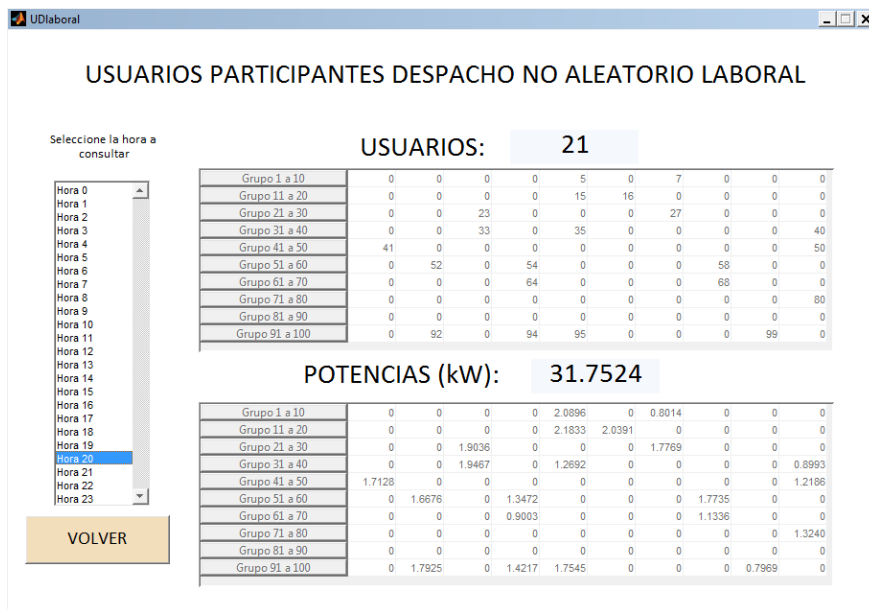 UDlaboral
USUARIOS PARTICIPANTES DESPACHO NO ALEATORIO LABORAL
Seleccione la hora a
consultar
Hora 0
Hora 1
Hora 2
Hora 3
Hora 4
Hora 5
Hora 6
Hora 7
Hora 8
Hora 9
Hora 10
Hora 11
Hora 12
Hora 13
Hora 14
Hora 15
Hora 16
Hora 17
Hora 18
Hora 19
Hora 20
Hora 21
Hora 22
Hora 23
VOLVER
USUARIOS: 21
Grupo 1 a 10 0 0 0 0 5 0 7 0 0 0
Grupo 11 a 20 0 0 0 0 15 16 0 0 0 0
Grupo 21 a 30 0 0 23 0 0 0 27 0 0 0
Grupo 31 a 40 0 0 33 0 35 0 0 0 0 40
Grupo 41 a 50 41 0 0 0 0 0 0 0 0 50
Grupo 51 a 60 0 52 0 54 0 0 0 58 0 0
Grupo 61 a 70 0 0 0 64 0 0 0 68 0 0
Grupo 71 a 80 0 0 0 0 0 0 0 0 0 80
Grupo 81 a 90 0 0 0 0 0 0 0 0 0 0
Grupo 91 a 100 0 92 0 94 95 0 0 0 99 0
POTENCIAS (kW): 31.7524
Grupo 1 a 10 0 0 0 0 2.0896 0 0.8014 0 0 0
Grupo 11 a 20 0 0 0 0 2.1833 2.0391 0 0 0 0
Grupo 21 a 30 0 0 1.9036 0 0 0 1.7769 0 0 0
Grupo 31 a 40 0 0 1.9467 0 1.2692 0 0 0 0 0.8993
Grupo 41 a 50 1.7128 0 0 0 0 0 0 0 0 1.2186
Grupo 51 a 60 0 1.6676 0 1.3472 0 0 0 1.7735 0 0
Grupo 61 a 70 0 0 0 0.9003 0 0 0 1.1336 0 0
Grupo 71 a 80 0 0 0 0 0 0 0 0 0 1.3240
Grupo 81 a 90 0 0 0 0 0 0 0 0 0 0
Grupo 91 a 100 0 1.7925 0 1.4217 1.7545 0 0 0 0.7969 0